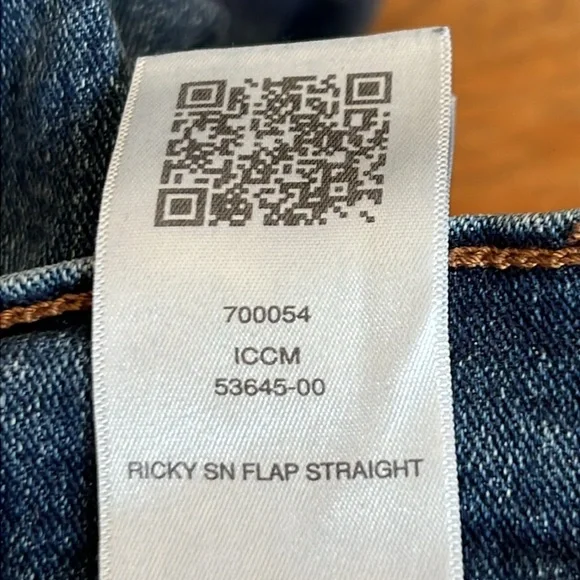 700054
ICCM
53645-00
RICKY SN FLAP STRAIGHT